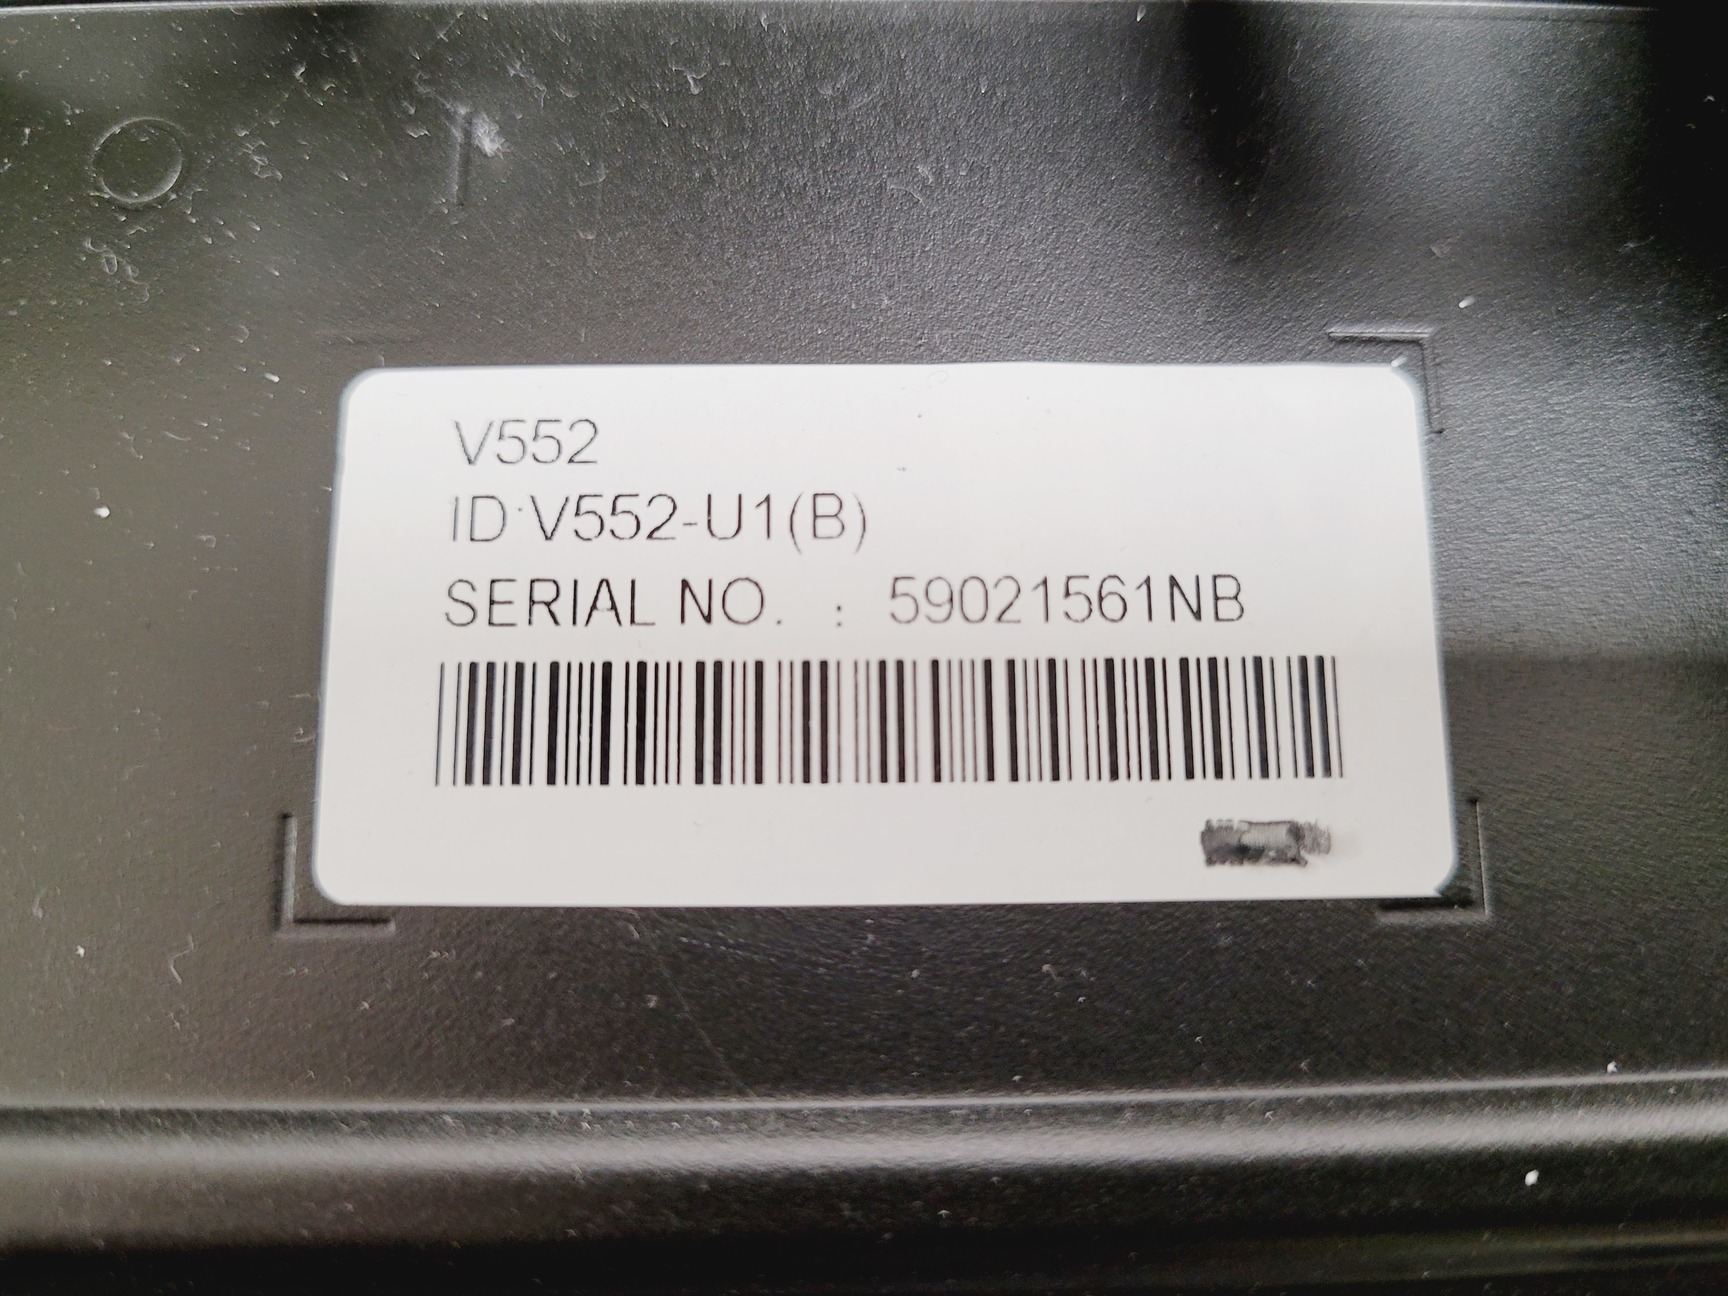 V552
ID:V552-U1(B)
SERIAL NO. : 59021561NB